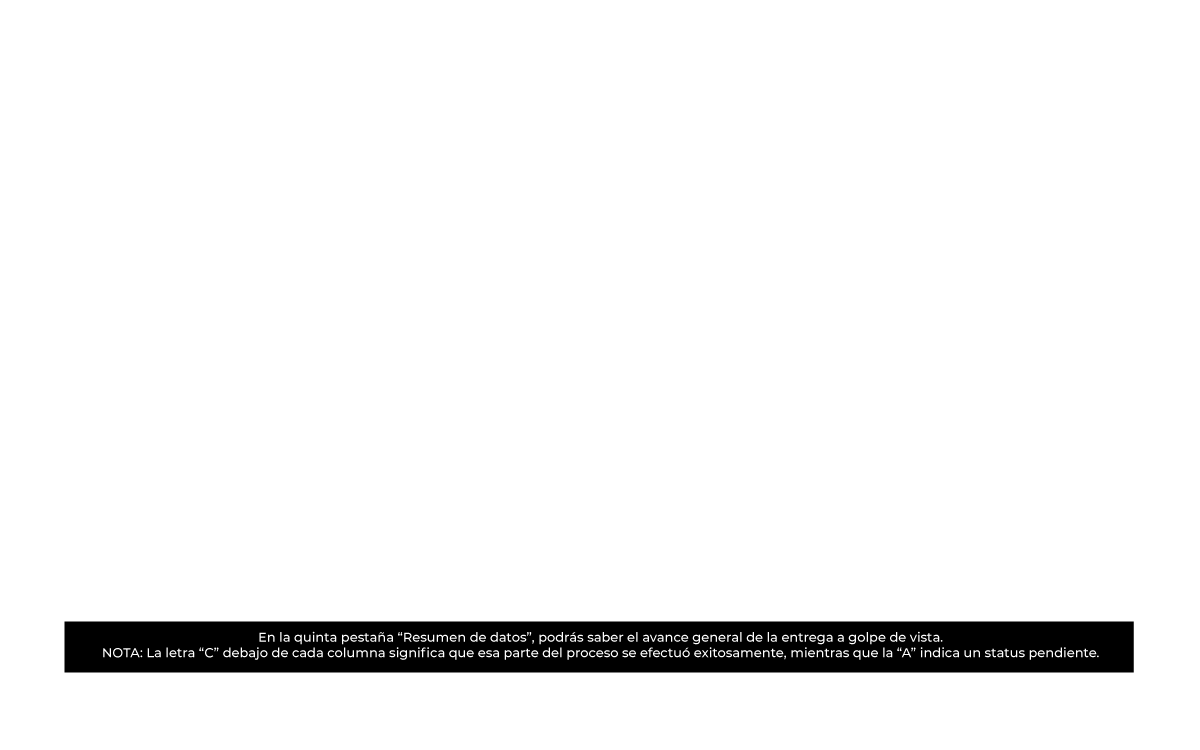 En la quinta pestaña “Resumen de datos”, podrás saber el avance general de la entrega a golpe de vista.
NOTA: La letra “C” debajo de cada columna significa que esa parte del proceso se efectuó exitosamente, mientras que la “A” indica un status pendiente.